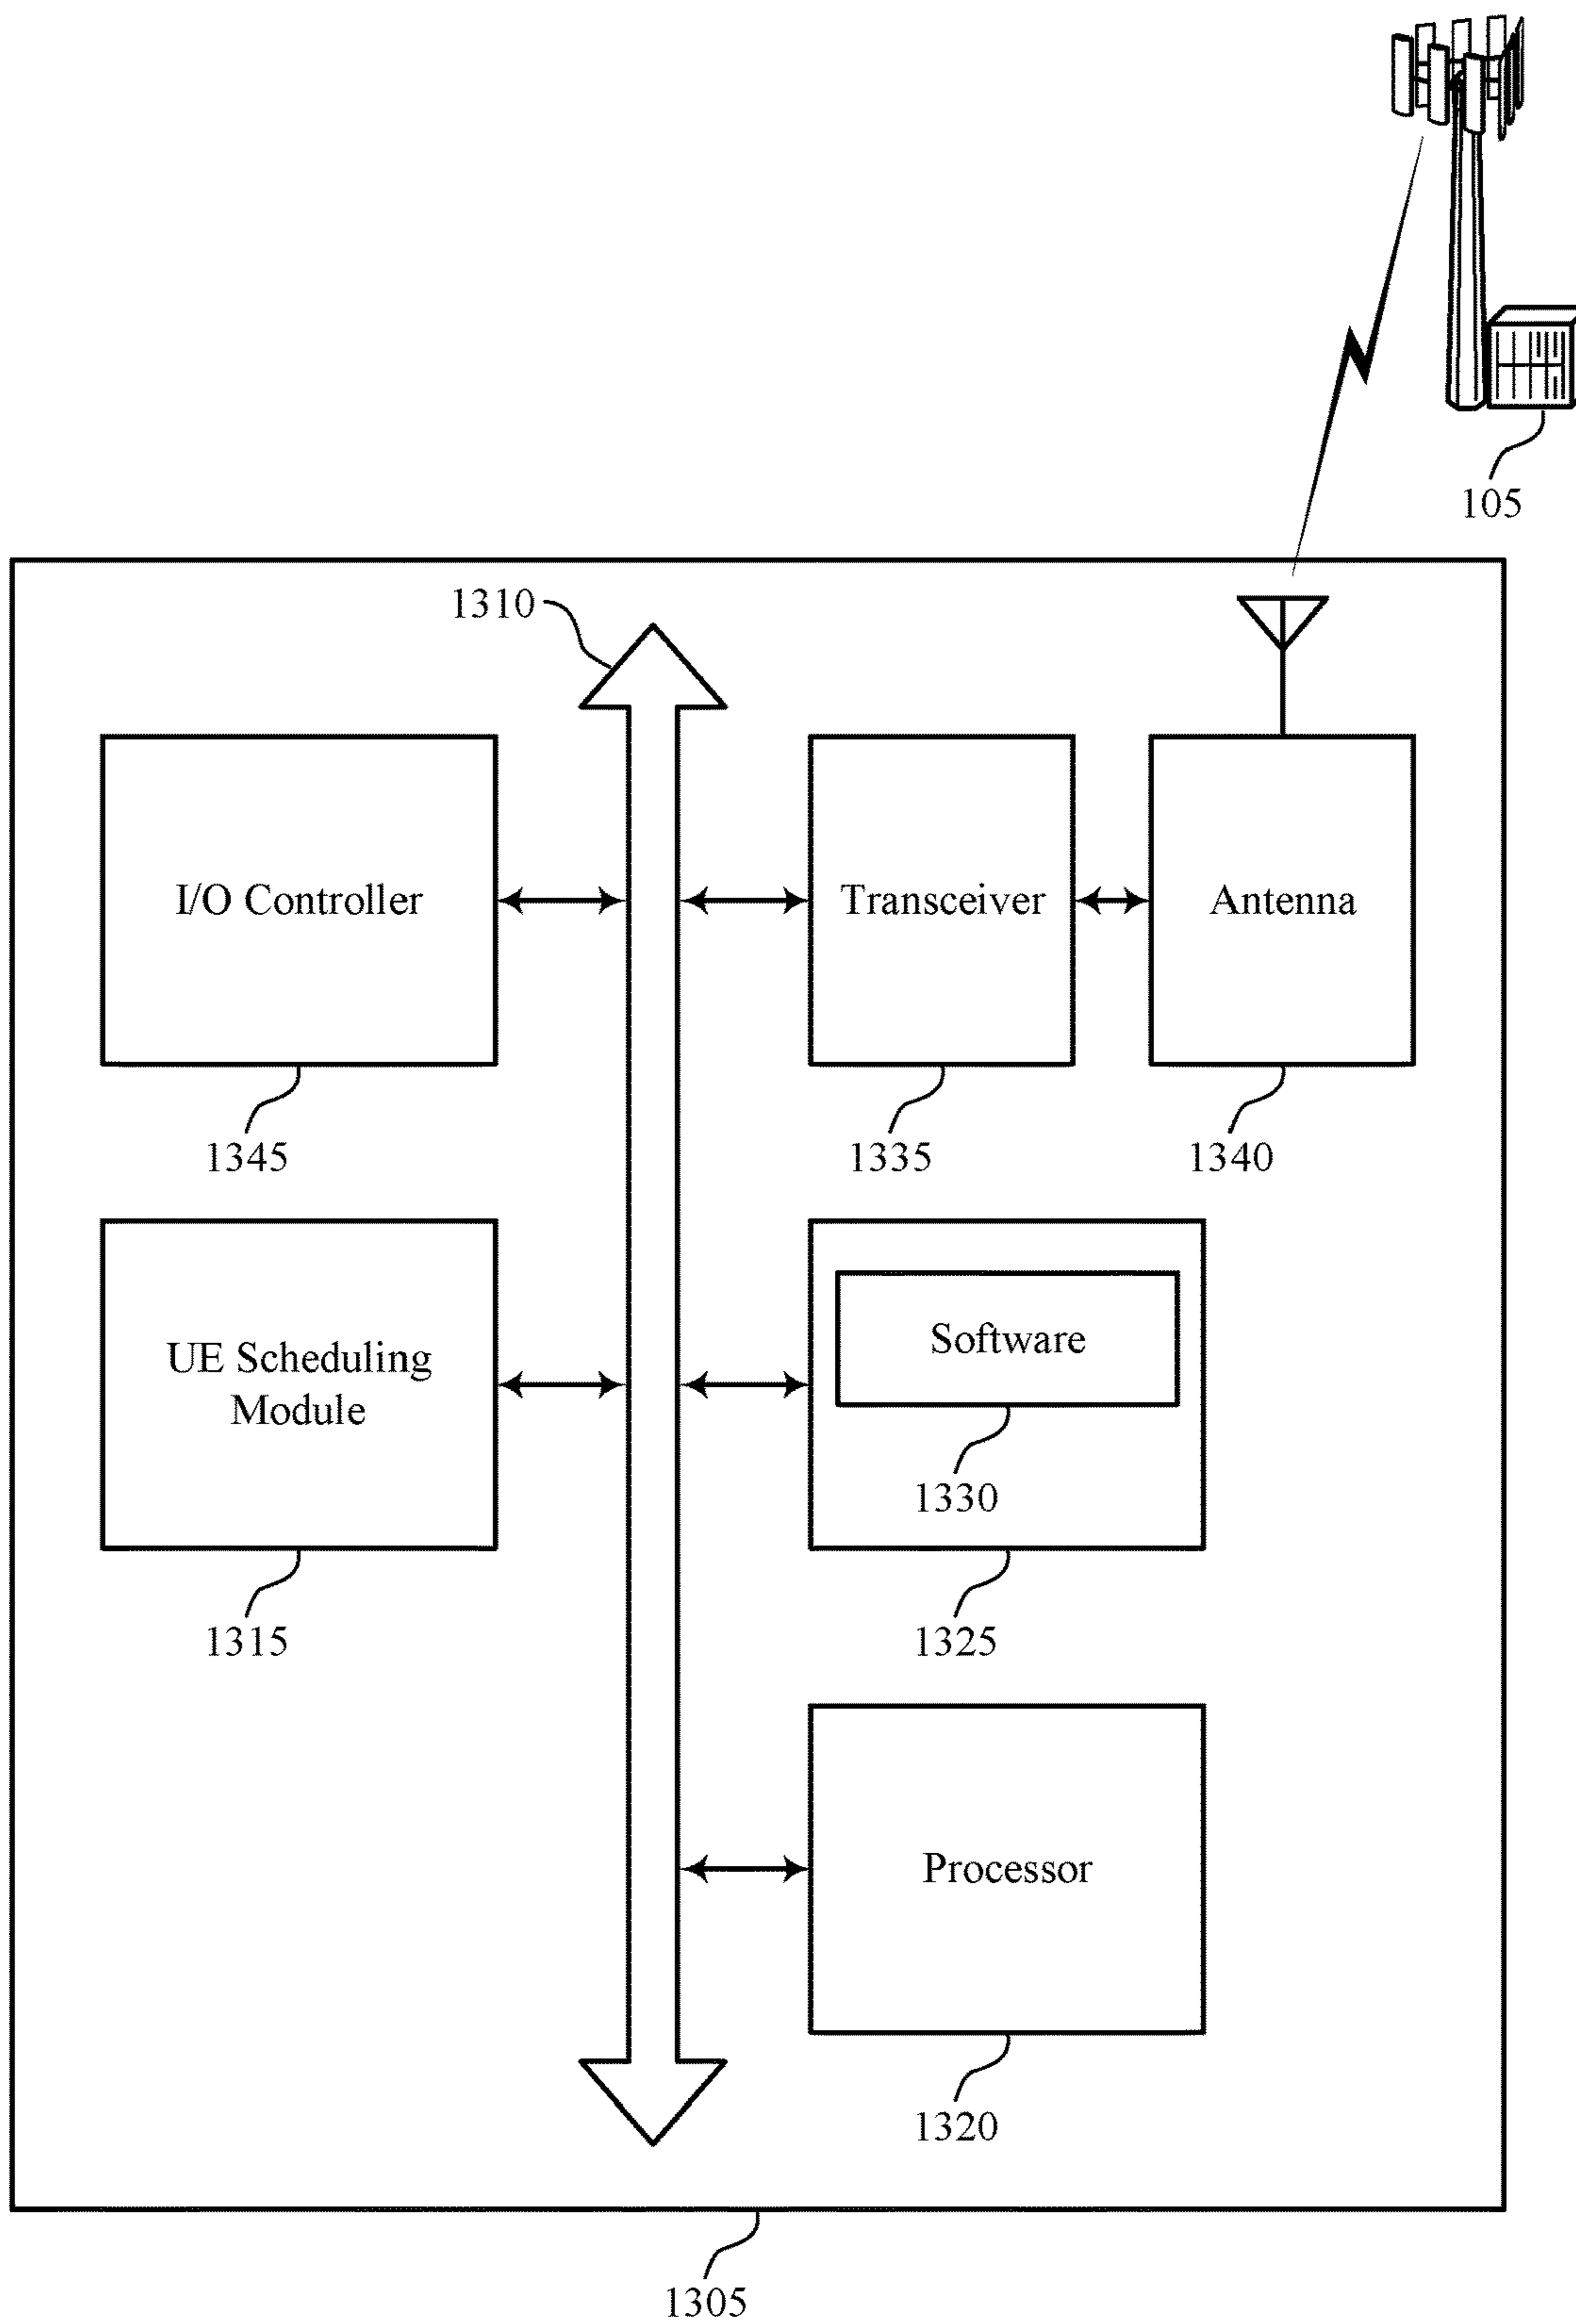 105
1310
I/O Controller
Transceiver
Antenna
1345
1335
1340
UE Scheduling
Module
Software
1330
1315
1325
Processor
1320
1305